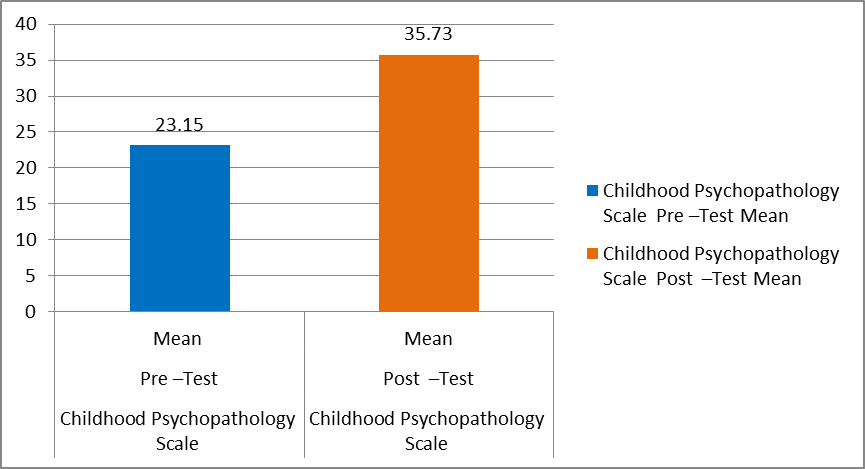 40
35
30
25
20
15
10
5
0
23.15
35.73
Mean
Mean
Pre –Test
Post –Test
Childhood Psychopathology
Scale
Childhood Psychopathology
Scale
Childhood Psychopathology
Scale Pre –Test Mean
Childhood Psychopathology
Scale Post –Test Mean